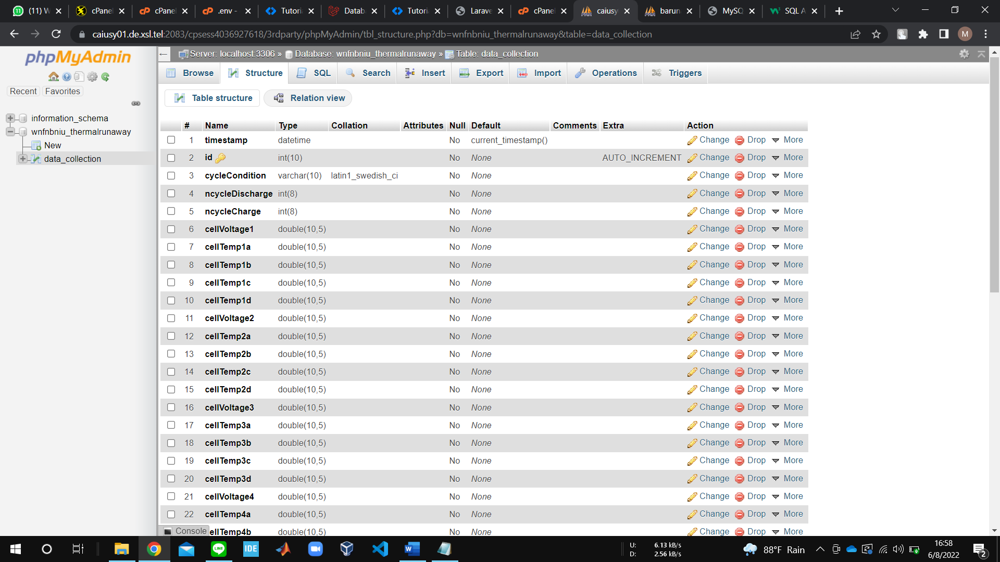 (11) W
cPanel
cPanel
.env -
Tutoria
Datab
Tutoria
Larave
cPanel
caiusy
barun
MySQ
SQL A
caiusy01.de.xsl.tel:2083/cpsess4036927618/3rdparty/phpMyAdmin/tbl_structure.php?db=wnfnbniu_thermalrunaway&table=data_collection
M
phpMyAdmin
Recent Favorites
information_schema
wnfnbniu_thermalrunaway
New
data_collection
Server: localhost:3306 » Database: wnfnbniu_thermalrunaway » Table: data_collection
Browse Structure SQL Search Insert Export Import Operations Triggers
Table structure Relation view
# Name Type Collation Attributes Null Default Comments Extra Action
1 timestamp datetime No current_timestamp() Change Drop More
2 id int(10) No None AUTO_INCREMENT Change Drop More
3 cycleCondition varchar(10) latin1_swedish_ci No None Change Drop More
4 ncycleDischarge int(8) No None Change Drop More
5 ncycleCharge int(8) No None Change Drop More
6 cellVoltage1 double(10,5) No None Change Drop More
7 cellTemp1a double(10,5) No None Change Drop More
8 cellTemp1b double(10,5) No None Change Drop More
9 cellTemp1c double(10,5) No None Change Drop More
10 cellTemp1d double(10,5) No None Change Drop More
11 cellVoltage2 double(10,5) No None Change Drop More
12 cellTemp2a double(10,5) No None Change Drop More
13 cellTemp2b double(10,5) No None Change Drop More
14 cellTemp2c double(10,5) No None Change Drop More
15 cellTemp2d double(10,5) No None Change Drop More
16 cellVoltage3 double(10,5) No None Change Drop More
17 cellTemp3a double(10,5) No None Change Drop More
18 cellTemp3b double(10,5) No None Change Drop More
19 cellTemp3c double(10,5) No None Change Drop More
20 cellTemp3d double(10,5) No None Change Drop More
21 cellVoltage4 double(10,5) No None Change Drop More
22 cellTemp4a double(10,5) No None Change Drop More
Console ellTemp4b double(10,5) No None Change Drop More
LINE
IDE
U: 6.13 kB/s
D: 2.56 kB/s
88°F Rain
16:58
6/8/2022
2